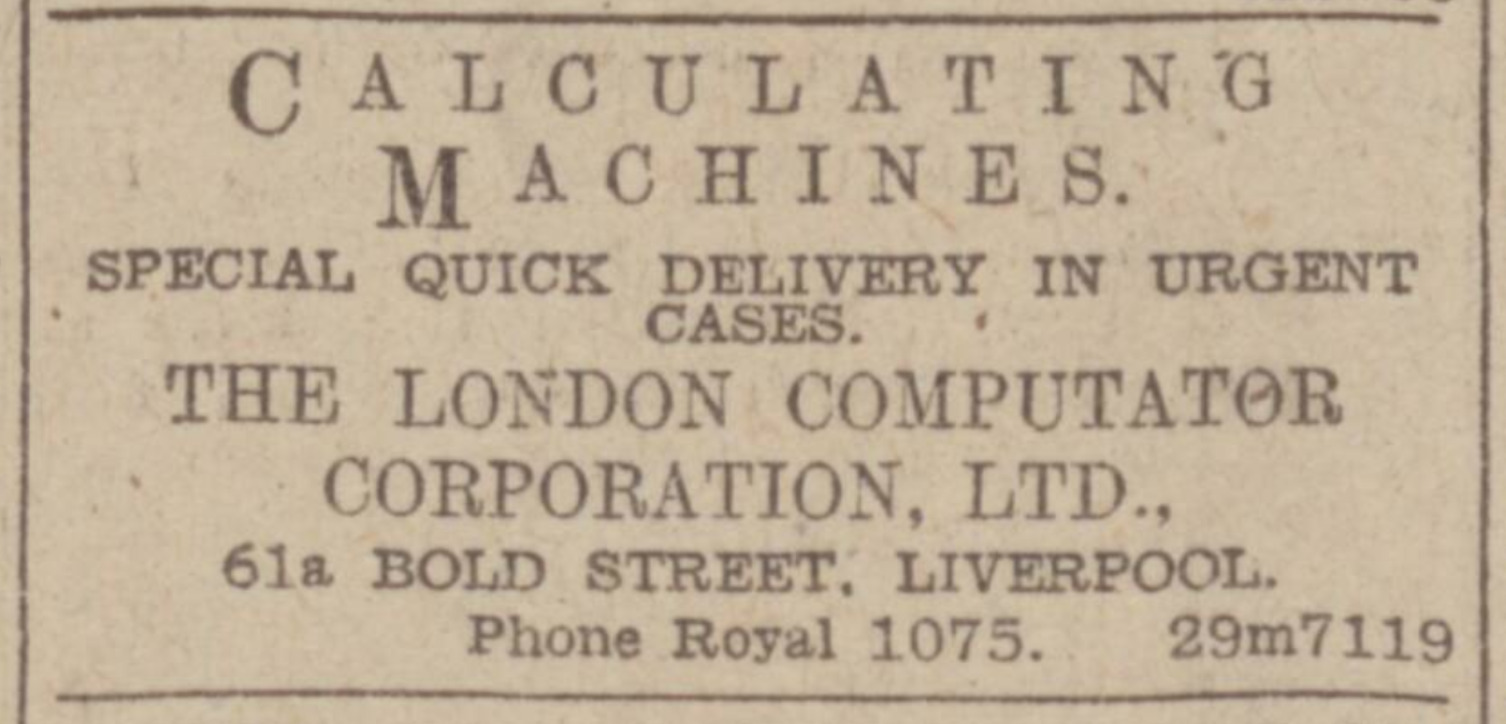 CALCULATING
MACHINES.
SPECIAL QUICK DELIVERY IN URGENT
CASES.
THE LONDON COMPUTATOR
CORPORATION, LTD.,
61a BOLD STREET, LIVERPOOL.
Phone Royal 1075. 29m7119